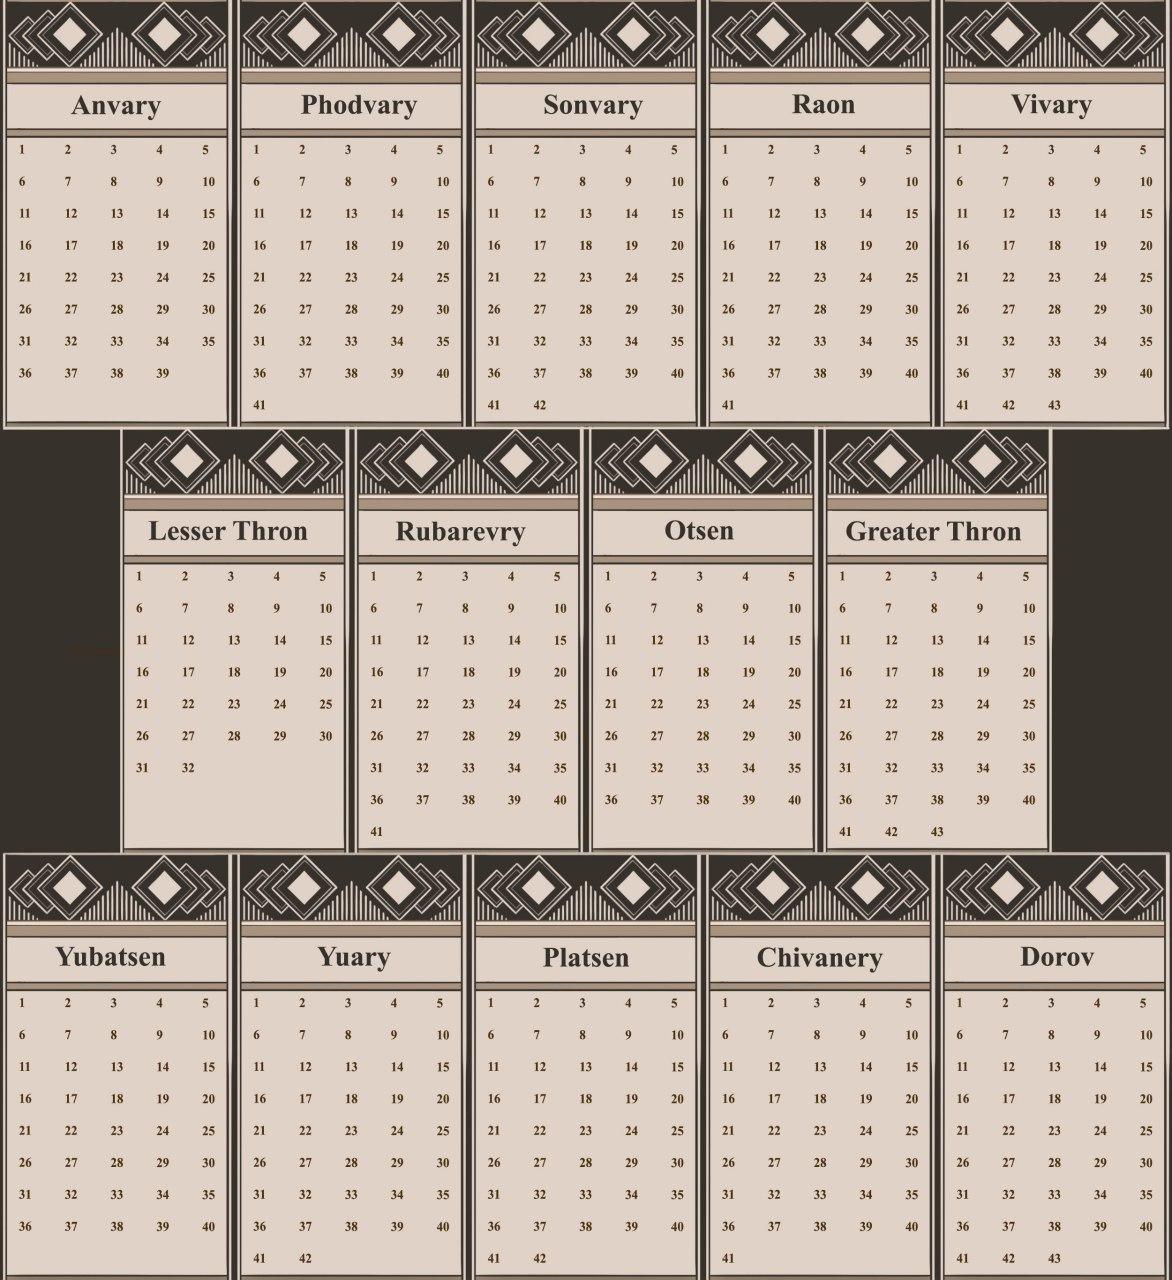 Anvary
1 2 3 4 5
6 7 8 9 10
11 12 13 14 15
16 17 18 19 20
21 22 23 24 25
26 27 28 29 30
31 32 33 34 35
36 37 38 39
Phodvary
1 2 3 4 5
6 7 8 9 10
11 12 13 14 15
16 17 18 19 20
21 22 23 24 25
26 27 28 29 30
31 32 33 34 35
36 37 38 39 40
41
Sonvary
1 2 3 4 5
6 7 8 9 10
11 12 13 14 15
16 17 18 19 20
21 22 23 24 25
26 27 28 29 30
31 32 33 34 35
36 37 38 39 40
41 42
Raon
1 2 3 4 5
6 7 8 9 10
11 12 13 14 15
16 17 18 19 20
21 22 23 24 25
26 27 28 29 30
31 32 33 34 35
36 37 38 39 40
41
Vivary
1 2 3 4 5
6 7 8 9 10
11 12 13 14 15
16 17 18 19 20
21 22 23 24 25
26 27 28 29 30
31 32 33 34 35
36 37 38 39 40
41 42 43
Lesser Thron
1 2 3 4 5
6 7 8 9 10
11 12 13 14 15
16 17 18 19 20
21 22 23 24 25
26 27 28 29 30
31 32
Rubarevry
1 2 3 4 5
6 7 8 9 10
11 12 13 14 15
16 17 18 19 20
21 22 23 24 25
26 27 28 29 30
31 32 33 34 35
36 37 38 39 40
41
Otsen
1 2 3 4 5
6 7 8 9 10
11 12 13 14 15
16 17 18 19 20
21 22 23 24 25
26 27 28 29 30
31 32 33 34 35
36 37 38 39 40
Greater Thron
1 2 3 4 5
6 7 8 9 10
11 12 13 14 15
16 17 18 19 20
21 22 23 24 25
26 27 28 29 30
31 32 33 34 35
36 37 38 39 40
41 42 43
Yubatsen
1 2 3 4 5
6 7 8 9 10
11 12 13 14 15
16 17 18 19 20
21 22 23 24 25
26 27 28 29 30
31 32 33 34 35
36 37 38 39 40
Yuary
1 2 3 4 5
6 7 8 9 10
11 12 13 14 15
16 17 18 19 20
21 22 23 24 25
26 27 28 29 30
31 32 33 34 35
36 37 38 39 40
41 42
Platsen
1 2 3 4 5
6 7 8 9 10
11 12 13 14 15
16 17 18 19 20
21 22 23 24 25
26 27 28 29 30
31 32 33 34 35
36 37 38 39 40
41 42
Chivanery
1 2 3 4 5
6 7 8 9 10
11 12 13 14 15
16 17 18 19 20
21 22 23 24 25
26 27 28 29 30
31 32 33 34 35
36 37 38 39 40
41
Dorov
1 2 3 4 5
6 7 8 9 10
11 12 13 14 15
16 17 18 19 20
21 22 23 24 25
26 27 28 29 30
31 32 33 34 35
36 37 38 39 40
41 42 43